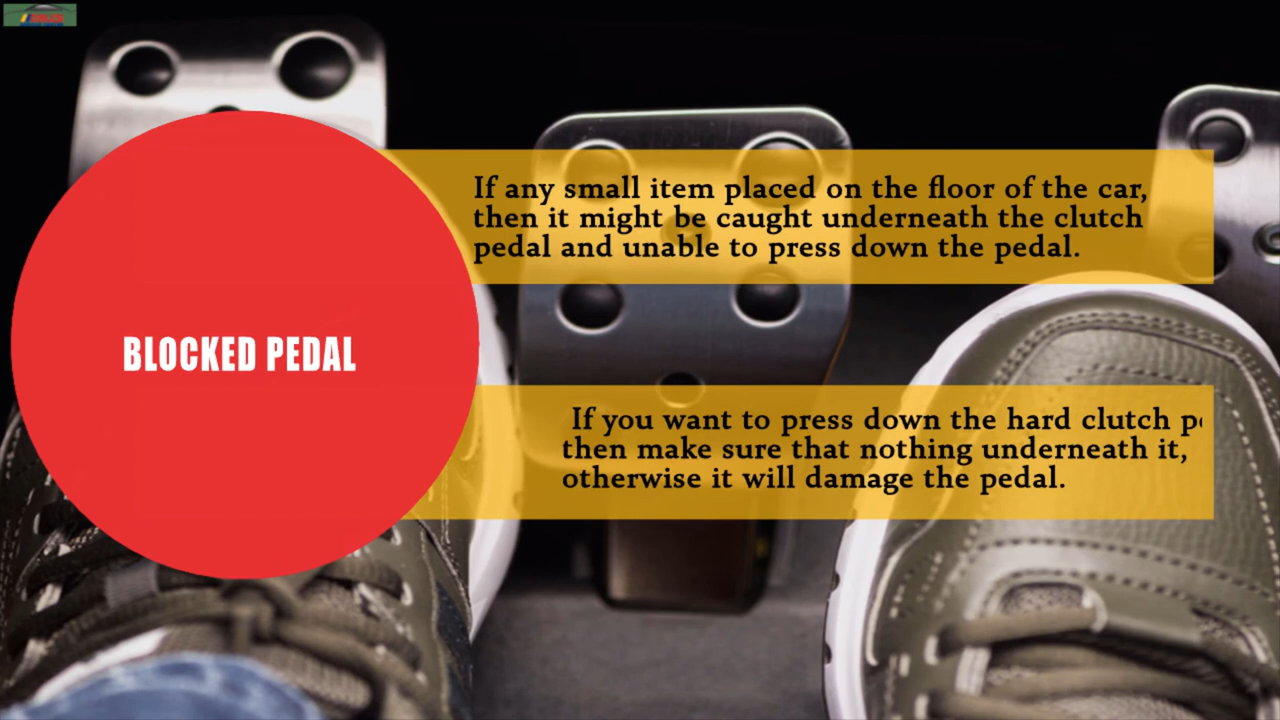 BLOCKED PEDAL
If any small item placed on the floor of the car,
then it might be caught underneath the clutch
pedal and unable to press down the pedal.
If you want to press down the hard clutch
then make sure that nothing underneath it,
otherwise it will damage the pedal.